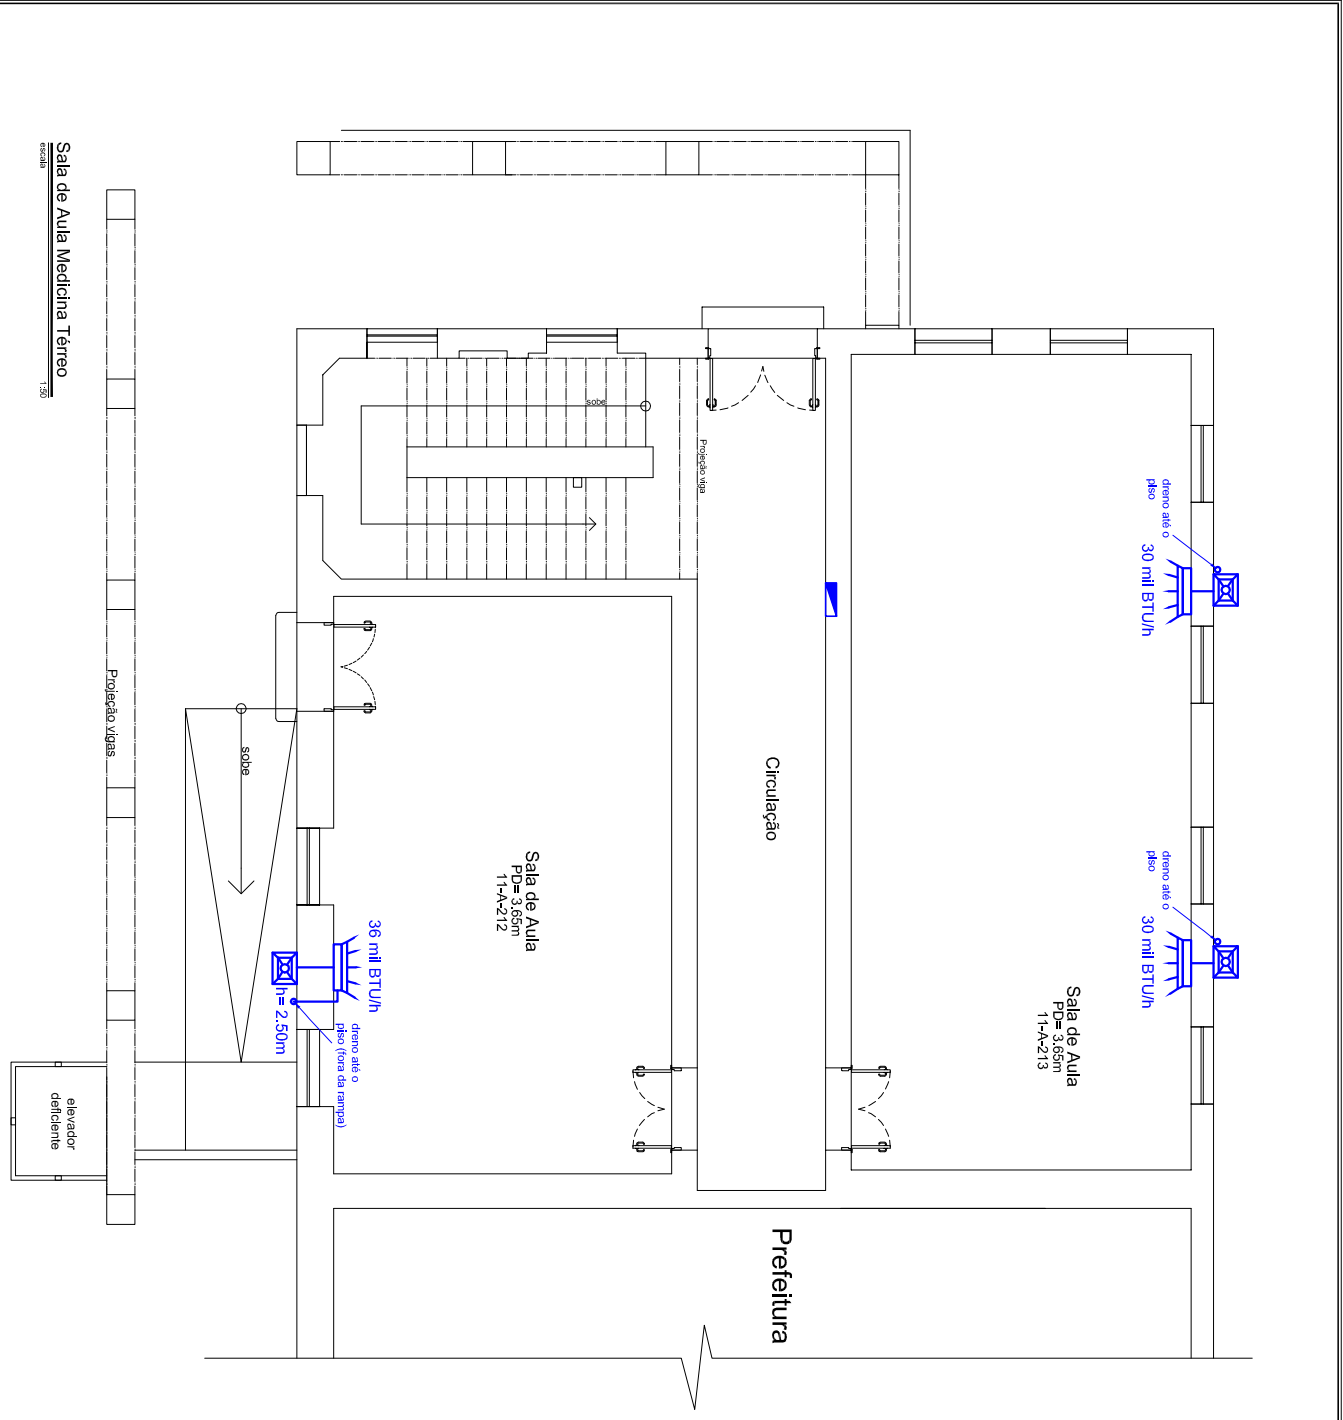 dreno até o
piso
30 mil BTU/h
dreno até o
piso
30 mil BTU/h
Sala de Aula
PD= 3.65m
11-A-213
Circulação
Prefeitura
Projeção viga
sobe
Sala de Aula
PD= 3.65m
11-A-212
36 mil BTU/h
dreno até o
piso (fora da rampa)
h= 2.50m
sobe
Projeção vigas
elevador
deficiente
Sala de Aula Medicina Térreo
escala 1:50